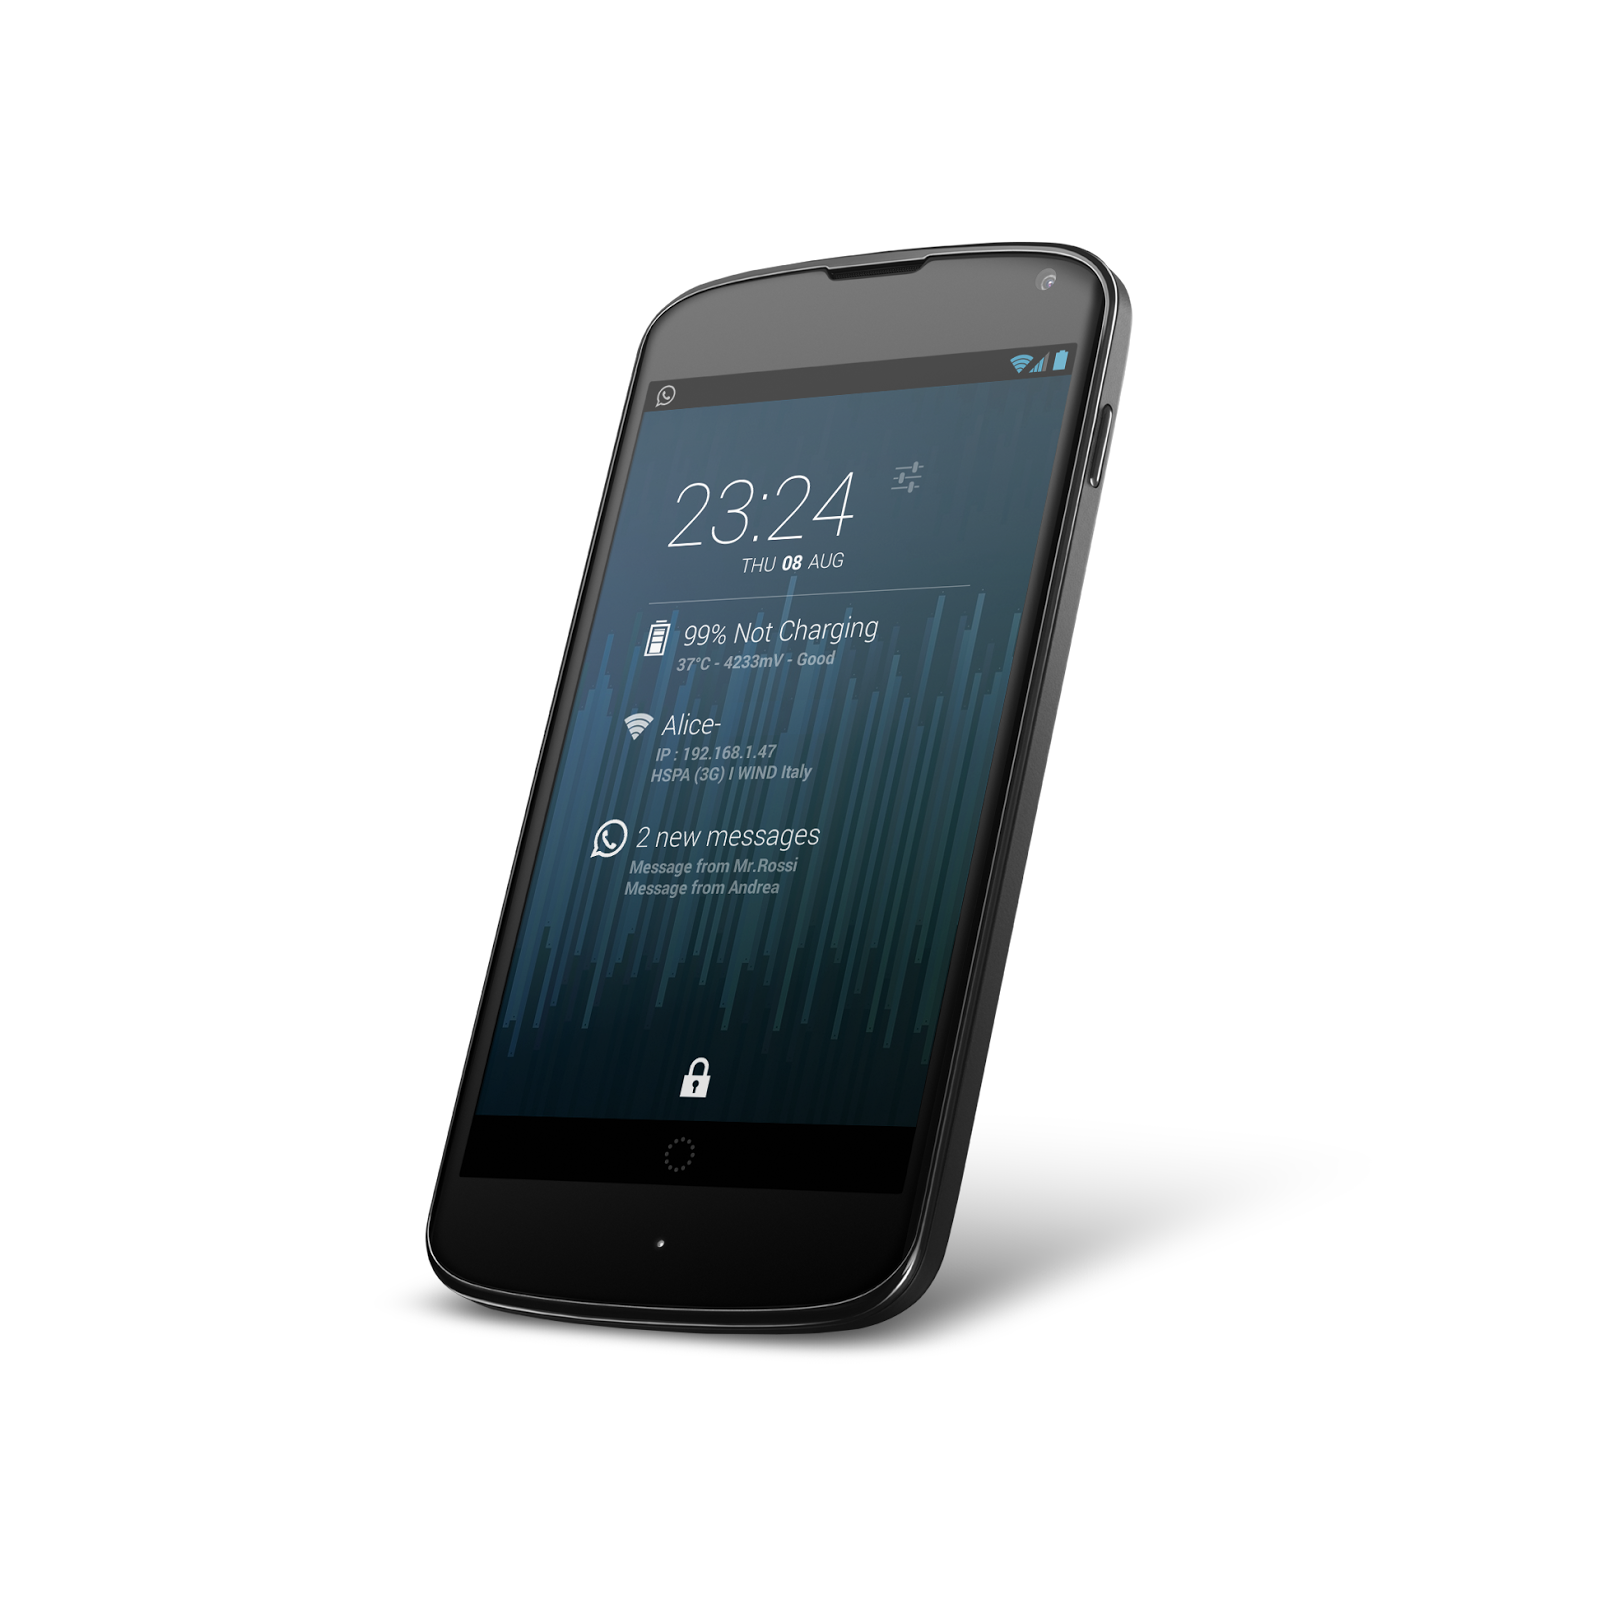 23:24
THU 08 AUG
99% Not Charging
37°C - 4233mV - Good
Alice-
IP : 192.168.1.47
HSPA (3G) I WIND Italy
2 new messages
Message from Mr.Rossi
Message from Andrea